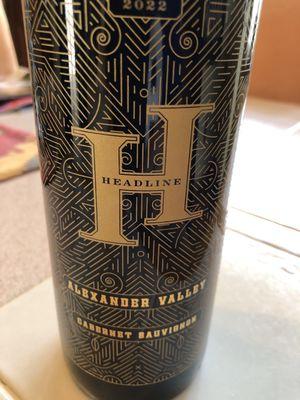 2022
H
HEADLINE
ALEXANDER VALLEY
CABERNET SAUVIGNON